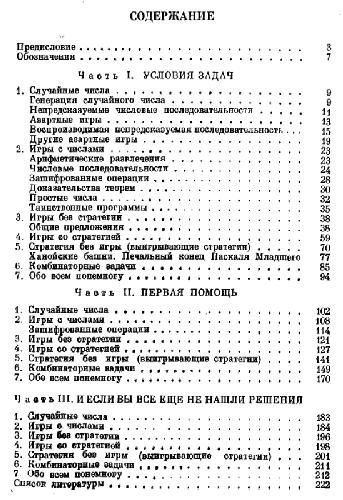 СОДЕРЖАНИЕ
Предисловие . . . . . . . . . . . . . . . . . . . . 3
Обозначения . . . . . . . . . . . . . . . . . . . . 7
Часть I. УСЛОВИЯ ЗАДАЧ
1. Случайные числа . . . . . . . . . . . . . . . . 9
Генерация случайного числа . . . . . . . . . . . . 9
Непредсказуемые числовые последовательности . . . . 11
Азартные игры . . . . . . . . . . . . . . . . . . 13
Воспроизводимая непредсказуемая последовательность . . . 15
Другие азартные игры . . . . . . . . . . . . . . . 19
2. Игры с числами . . . . . . . . . . . . . . . . 23
Арифметические развлечения . . . . . . . . . . . . 23
Числовые последовательности . . . . . . . . . . . 24
Зашифрованные операции . . . . . . . . . . . . . . 28
Доказательства теорем . . . . . . . . . . . . . . 30
Простые числа . . . . . . . . . . . . . . . . . . 32
Таинственные программы . . . . . . . . . . . . . . 35
3. Игры без стратегии . . . . . . . . . . . . . . 38
Общие предложения . . . . . . . . . . . . . . . . 38
4. Игры со стратегией . . . . . . . . . . . . . . 59
5. Стратегия без игры (выигрывающие стратегии) . . . . 70
Ханойские башни. Печальный конец Паскаля Младшего 77
6. Комбинаторные задачи . . . . . . . . . . . . . 85
7. Обо всем понемногу . . . . . . . . . . . . . . 94
Часть II. ПЕРВАЯ ПОМОЩЬ
1. Случайные числа . . . . . . . . . . . . . . . . 102
2. Игры с числами . . . . . . . . . . . . . . . . 108
Зашифрованные операции . . . . . . . . . . . . . . 114
3. Игры без стратегии . . . . . . . . . . . . . . 121
4. Игры со стратегией . . . . . . . . . . . . . . 127
5. Стратегия без игры (выигрывающие стратегии) . . . . 141
6. Комбинаторные задачи . . . . . . . . . . . . . 149
7. Обо всем понемногу . . . . . . . . . . . . . . 170
Часть III. И ЕСЛИ ВЫ ВСЕ ЕЩЕ НЕ НАШЛИ РЕШЕНИЯ
1. Случайные числа . . . . . . . . . . . . . . . . 183
2. Игры с числами . . . . . . . . . . . . . . . . 184
3. Игры без стратегии . . . . . . . . . . . . . . 196
4. Игры со стратегией . . . . . . . . . . . . . . 198
5. Стратегия без игры (выигрывающие стратегии) . . . . 201
6. Комбинаторные задачи . . . . . . . . . . . . . 211
7. Обо всем понемногу . . . . . . . . . . . . . . 212
Список литературы . . . . . . . . . . . . . . . . 222